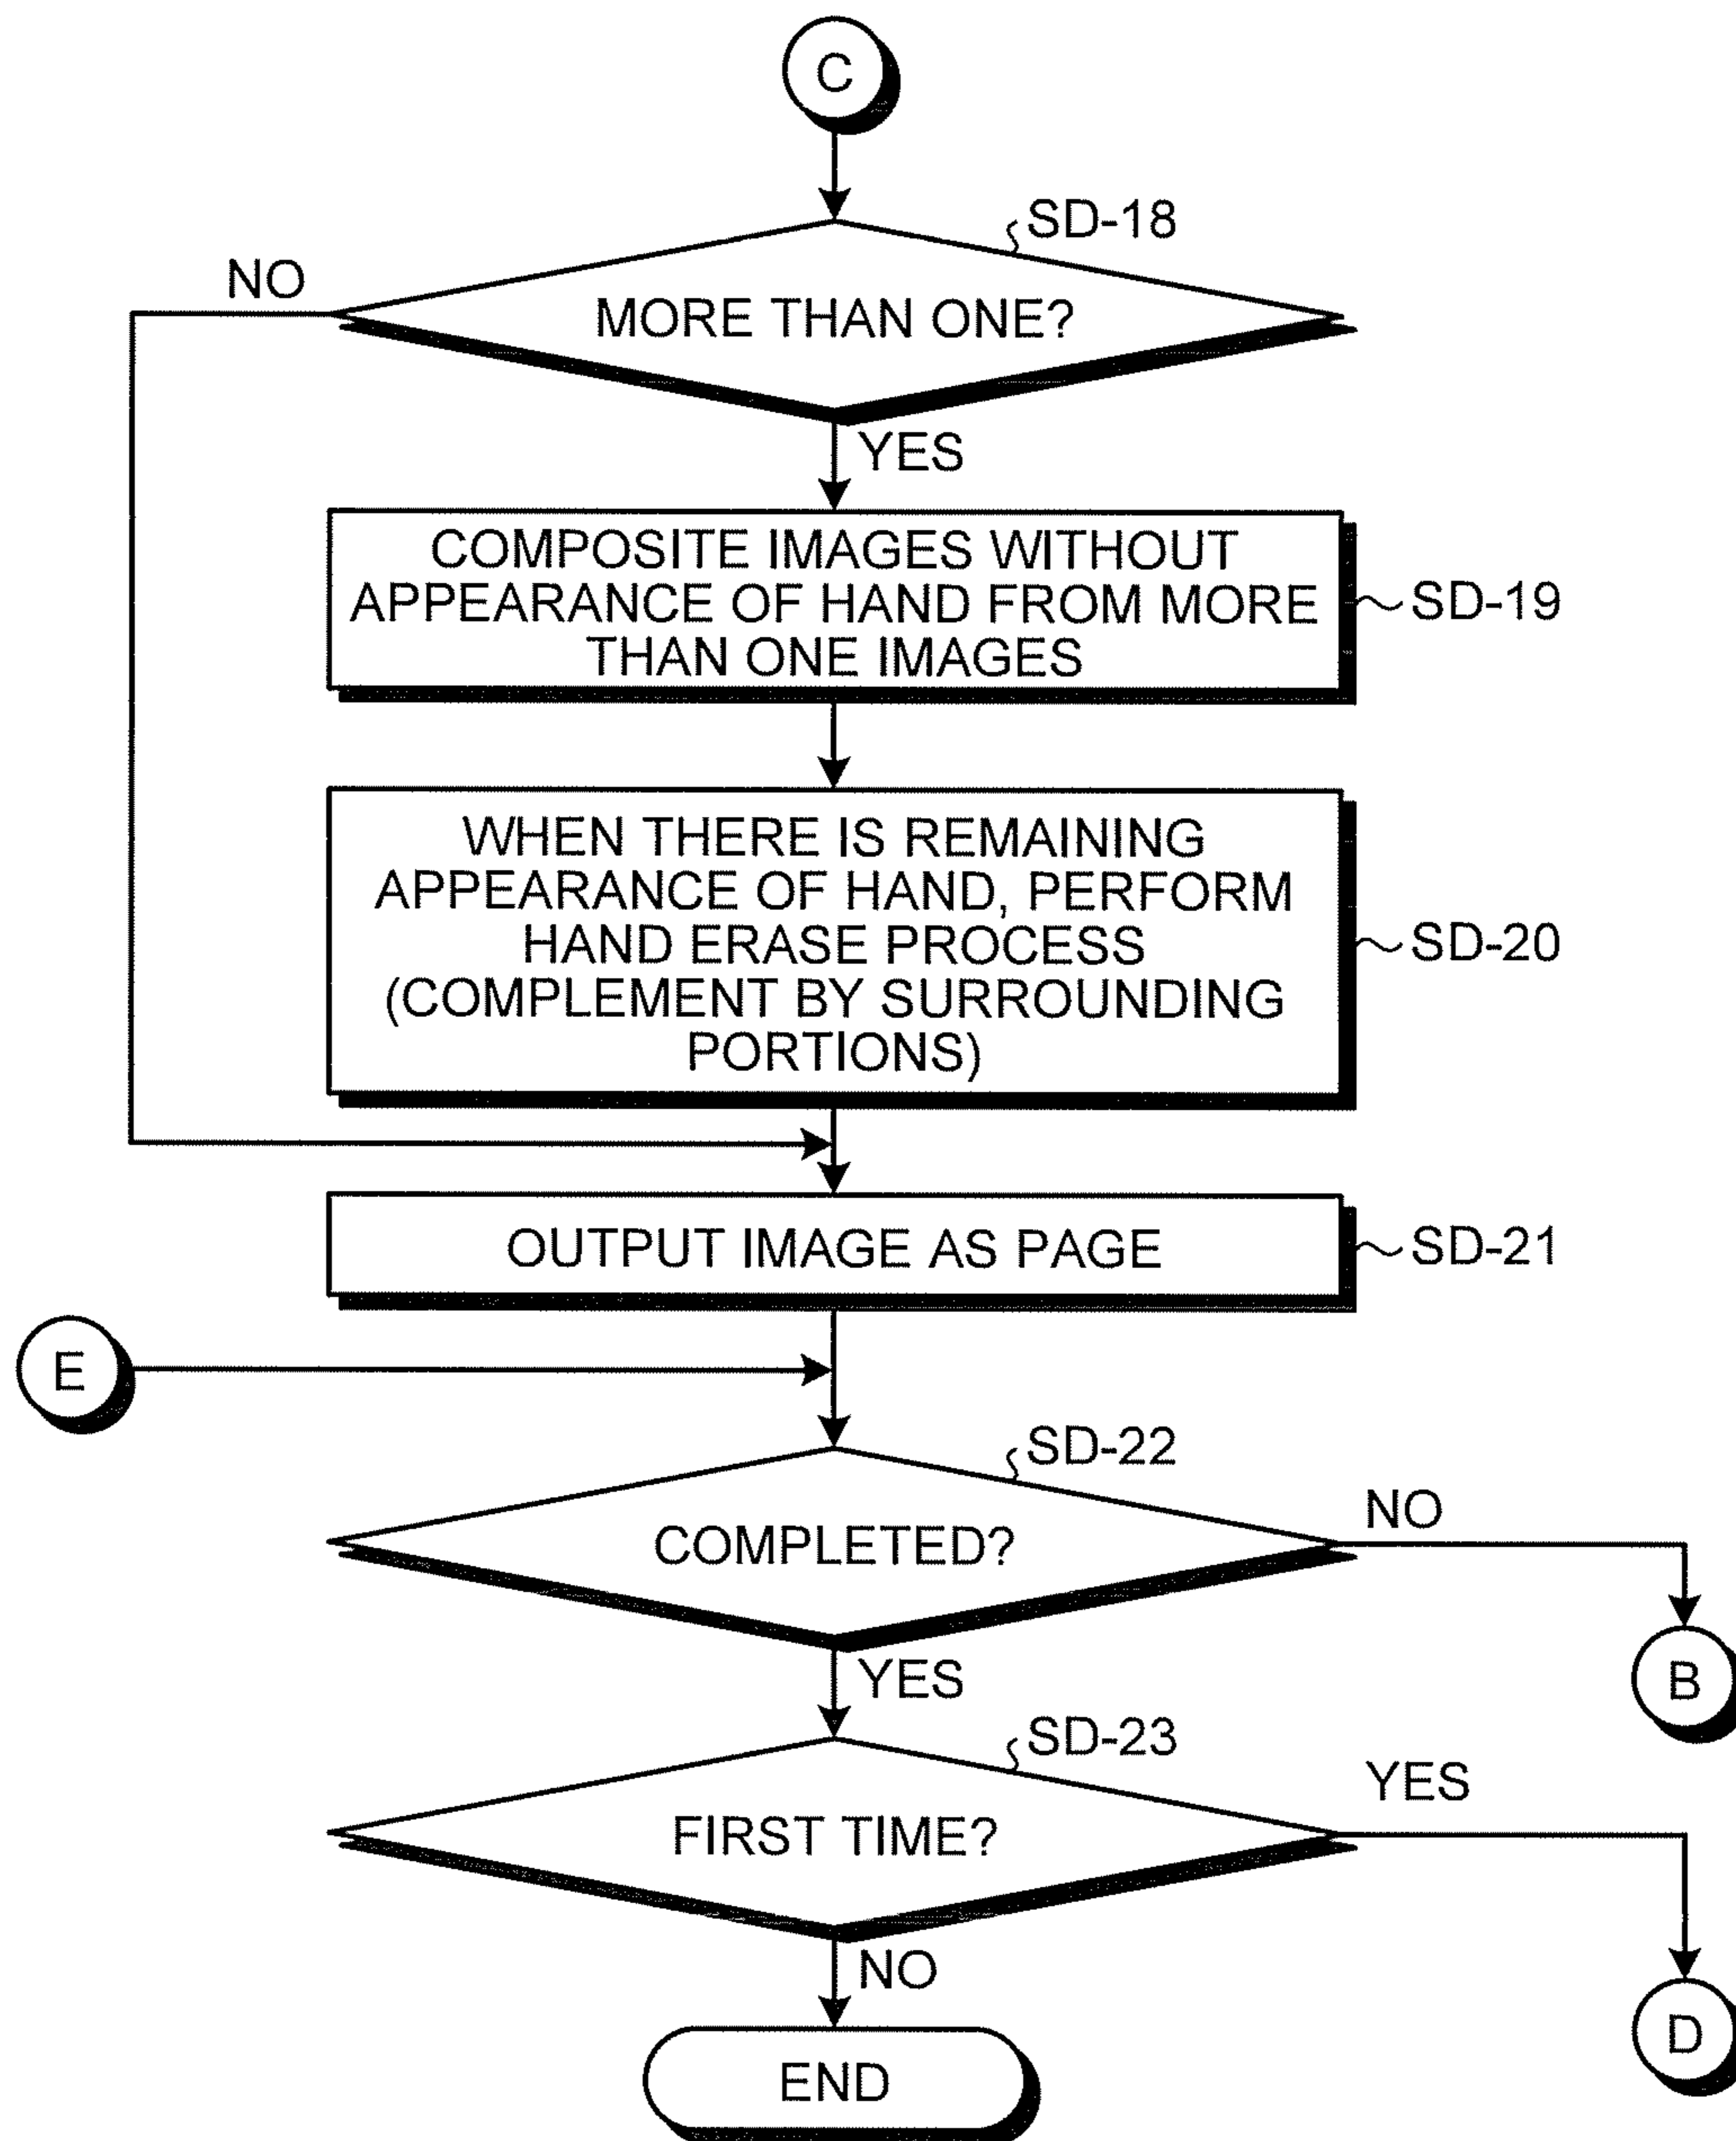 C
SD-18
NO
MORE THAN ONE?
YES
COMPOSITE IMAGES WITHOUT
APPEARANCE OF HAND FROM MORE
THAN ONE IMAGES
SD-19
WHEN THERE IS REMAINING
APPEARANCE OF HAND, PERFORM
HAND ERASE PROCESS
(COMPLEMENT BY SURROUNDING
PORTIONS)
SD-20
OUTPUT IMAGE AS PAGE
SD-21
E
SD-22
COMPLETED?
NO
B
YES
SD-23
FIRST TIME?
YES
D
NO
END